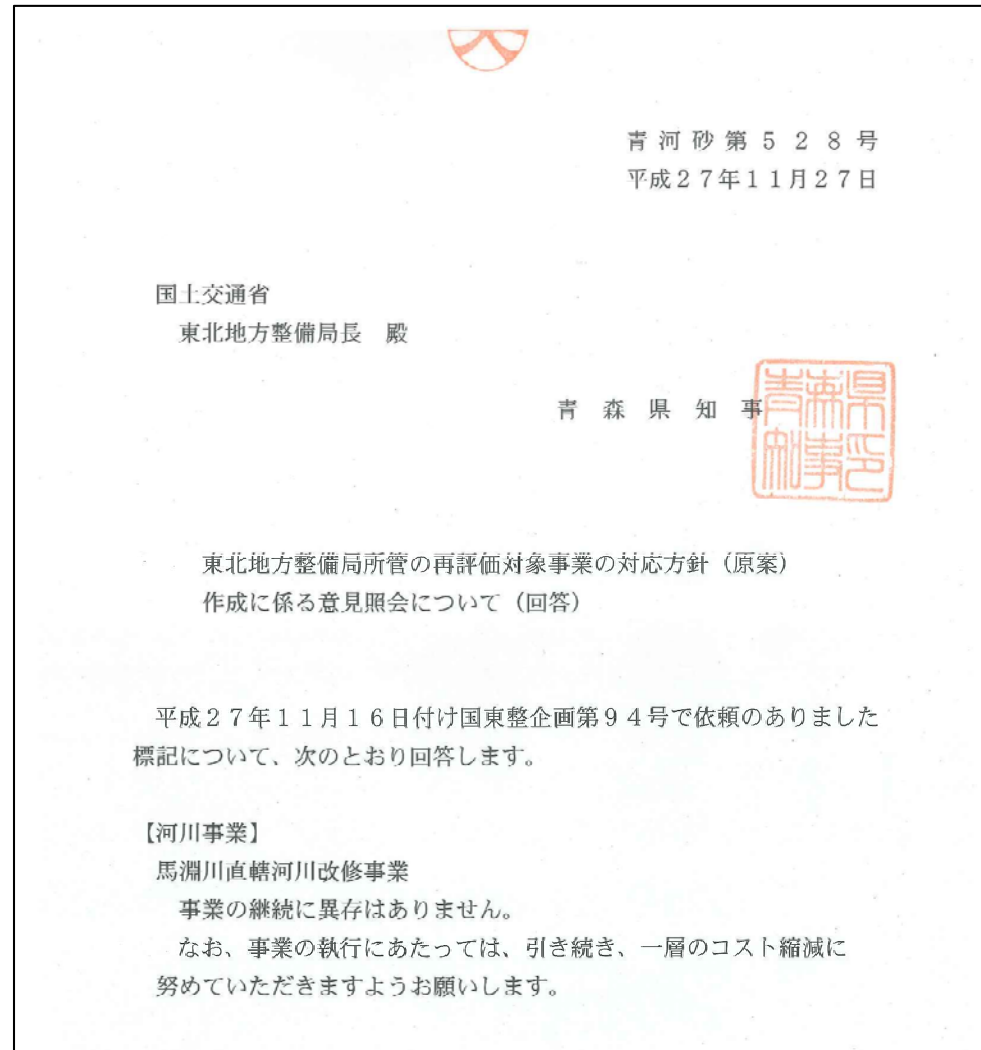 青河砂第528号
平成27年11月27日
国土交通省
東北地方整備局長 殿
青森県知事
東北地方整備局所管の再評価対象事業の対応方針(原案)
作成に係る意見照会について(回答)
平成27年11月16日付け国東整企画第94号で依頼のありました
標記について、次のとおり回答します。
【河川事業】
馬淵川直轄河川改修事業
事業の継続に異存はありません。
なお、事業の執行にあたっては、引き続き、一層のコスト縮減に
努めていただきますようお願いします。